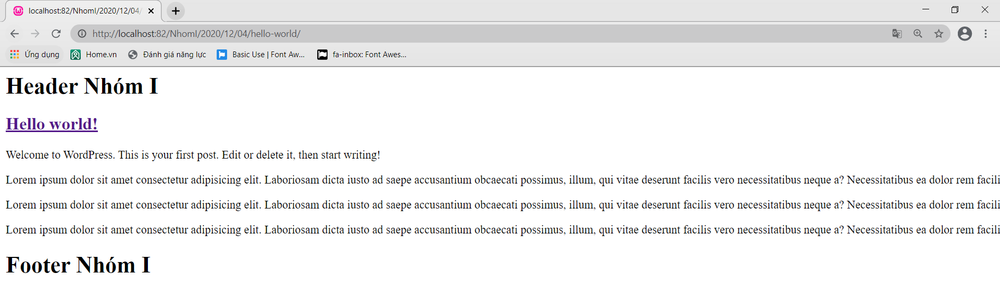 localhost:82/NhomI/2020/12/04/
http://localhost:82/NhomI/2020/12/04/hello-world/
Ứng dụng Home.vn Đánh giá năng lực Basic Use | Font Aw... fa-inbox: Font Awes...
Header Nhóm I
Hello world!
Welcome to WordPress. This is your first post. Edit or delete it, then start writing!
Lorem ipsum dolor sit amet consectetur adipisicing elit. Laboriosam dicta iusto ad saepe accusantium obcaecati possimus, illum, qui vitae deserunt facilis vero necessitatibus neque a? Necessitatibus ea dolor rem facili
Lorem ipsum dolor sit amet consectetur adipisicing elit. Laboriosam dicta iusto ad saepe accusantium obcaecati possimus, illum, qui vitae deserunt facilis vero necessitatibus neque a? Necessitatibus ea dolor rem facili
Lorem ipsum dolor sit amet consectetur adipisicing elit. Laboriosam dicta iusto ad saepe accusantium obcaecati possimus, illum, qui vitae deserunt facilis vero necessitatibus neque a? Necessitatibus ea dolor rem facili
Footer Nhóm I